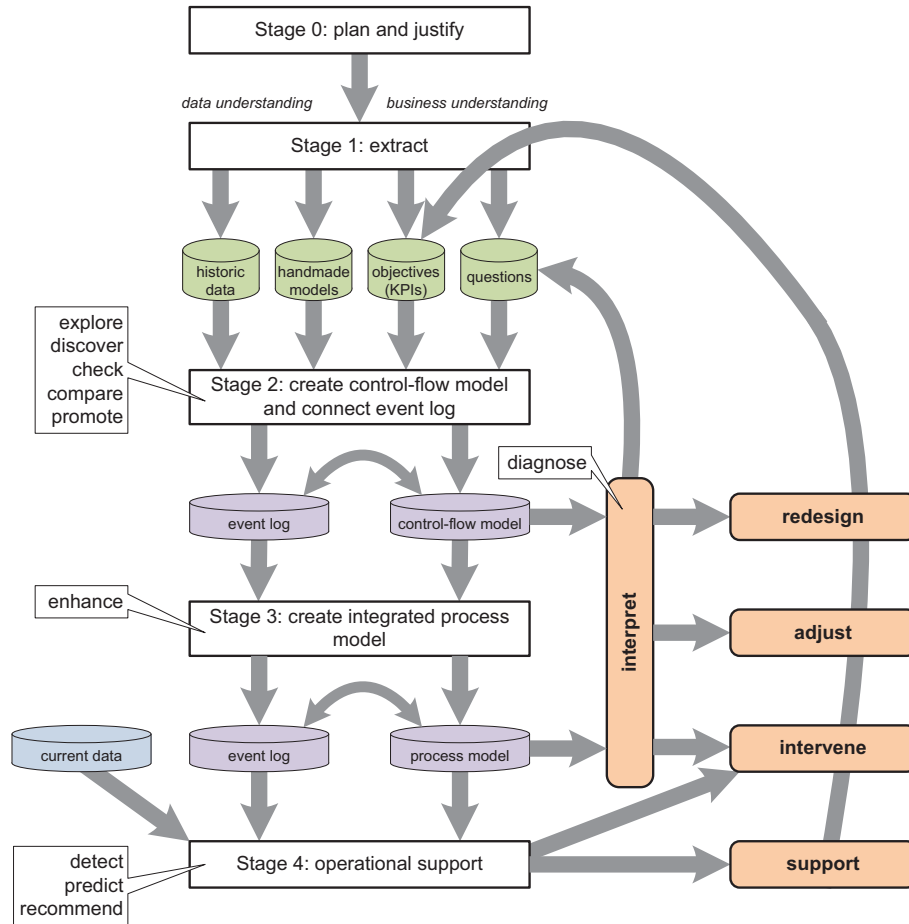 Stage 0: plan and justify
data understanding
business understanding
Stage 1: extract
historic
data
handmade
models
objectives
(KPIs)
questions
explore
discover
check
compare
promote
Stage 2: create control-flow model
and connect event log
diagnose
event log
control-flow model
redesign
enhance
Stage 3: create integrated process
model
interpret
adjust
current data
event log
process model
intervene
detect
predict
recommend
Stage 4: operational support
support